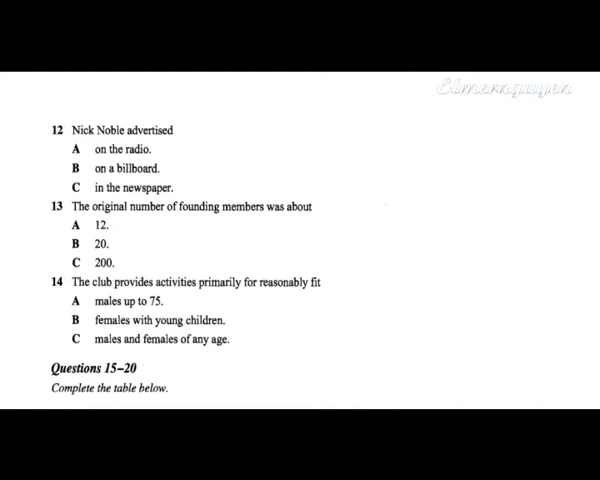 Elmernguyen
12 Nick Noble advertised
A on the radio.
B on a billboard.
C in the newspaper.
13 The original number of founding members was about
A 12.
B 20.
C 200.
14 The club provides activities primarily for reasonably fit
A males up to 75.
B females with young children.
C males and females of any age.
Questions 15–20
Complete the table below.